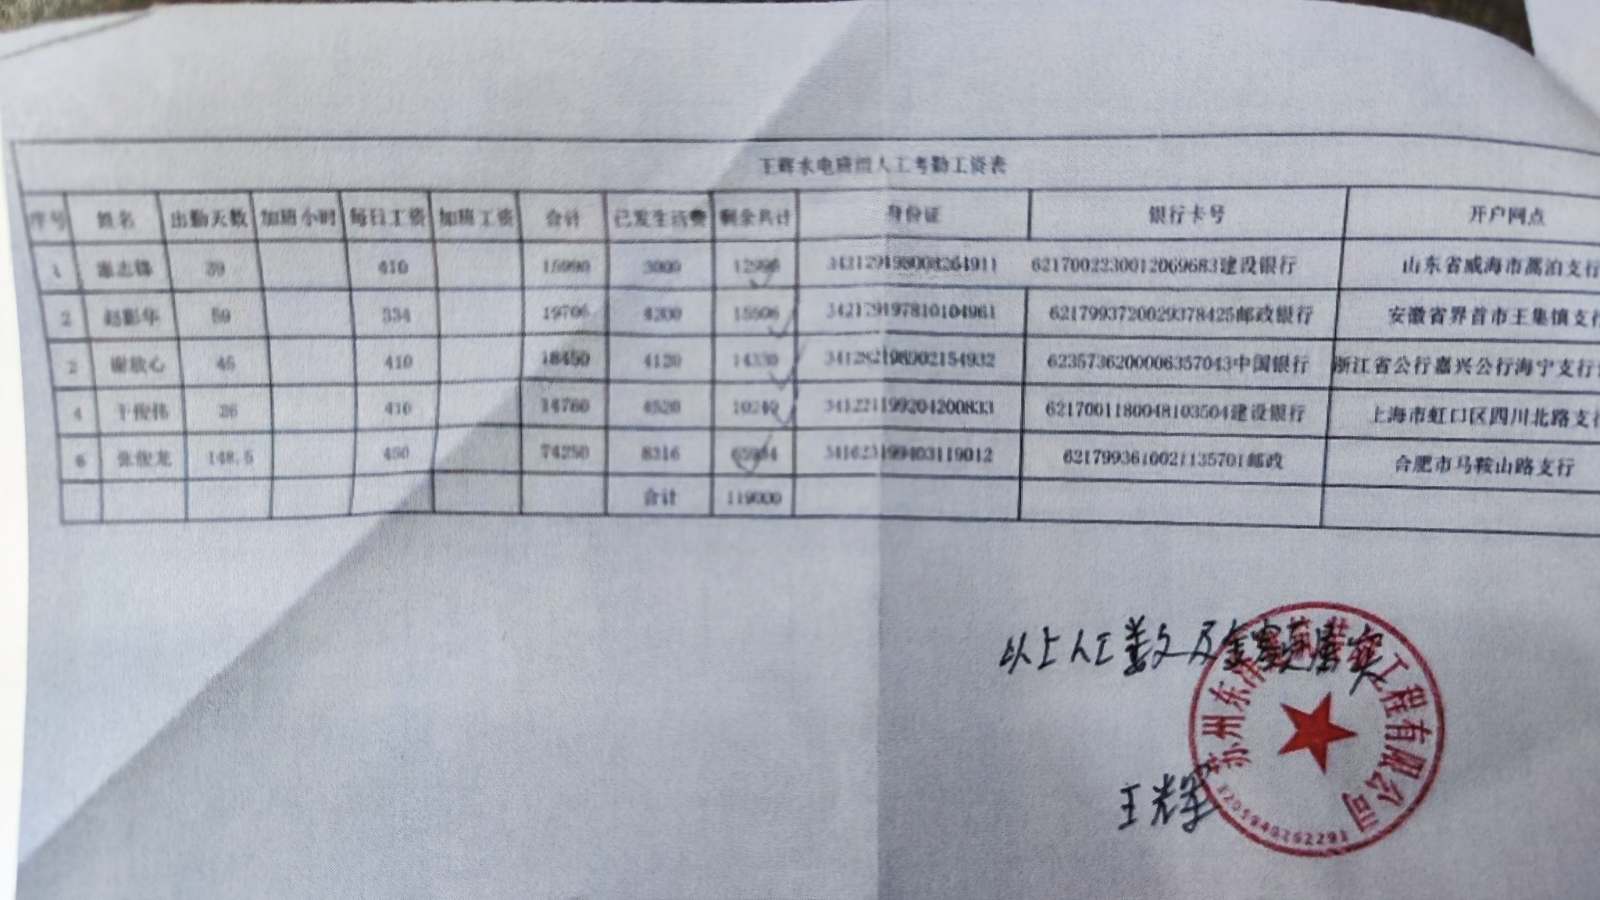 王辉水电班组人工考勤工资表
序号 姓名 出勤天数 加班小时 每日工资 加班工资 合计 已发生活费 剩余共计 身份证 银行卡号 开户网点
1 志锋 39 410 15990 3000 12990 6217002230012069683建设银行 山东省威海市蒿泊支行
2 赵影华 59 334 19706 4200 15506 342179197810104961 6217993720029378425邮政银行 安徽省界首市王集镇支行
3 谢放心 45 410 18450 4120 14330 6235736200006357043中国银行 浙江省公行嘉兴公行海宁支行
4 于俊伟 36 410 14760 4520 10240 341221199204200833 6217001180048103504建设银行 上海市虹口区四川北路支行
张俊龙 148.5 74250 8316 65934 341623199403119012 6217993610021135701邮政 合肥市马鞍山路支行
合计 119000
以上人工数及金额属实
苏州东 工程有限公司
王辉
3205940262291